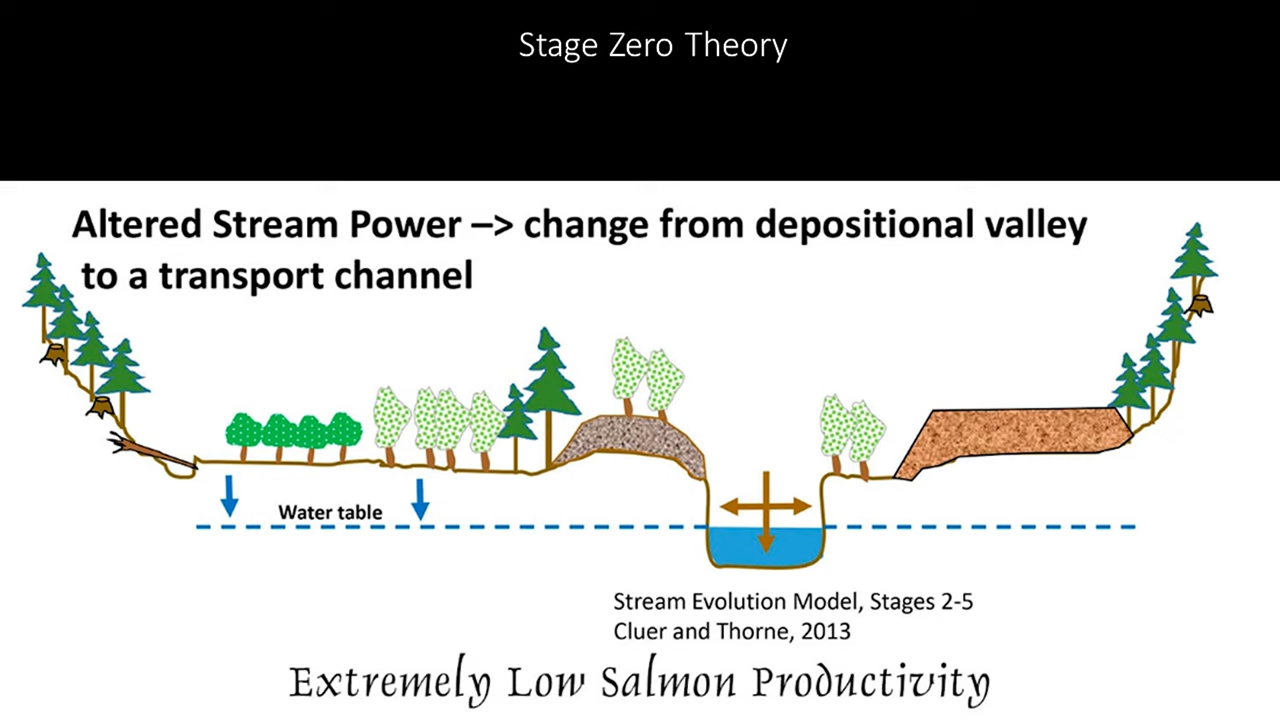 Stage Zero Theory
Altered Stream Power –> change from depositional valley
to a transport channel
Water table
Stream Evolution Model, Stages 2-5
Cluer and Thorne, 2013
Extremely Low Salmon Productivity